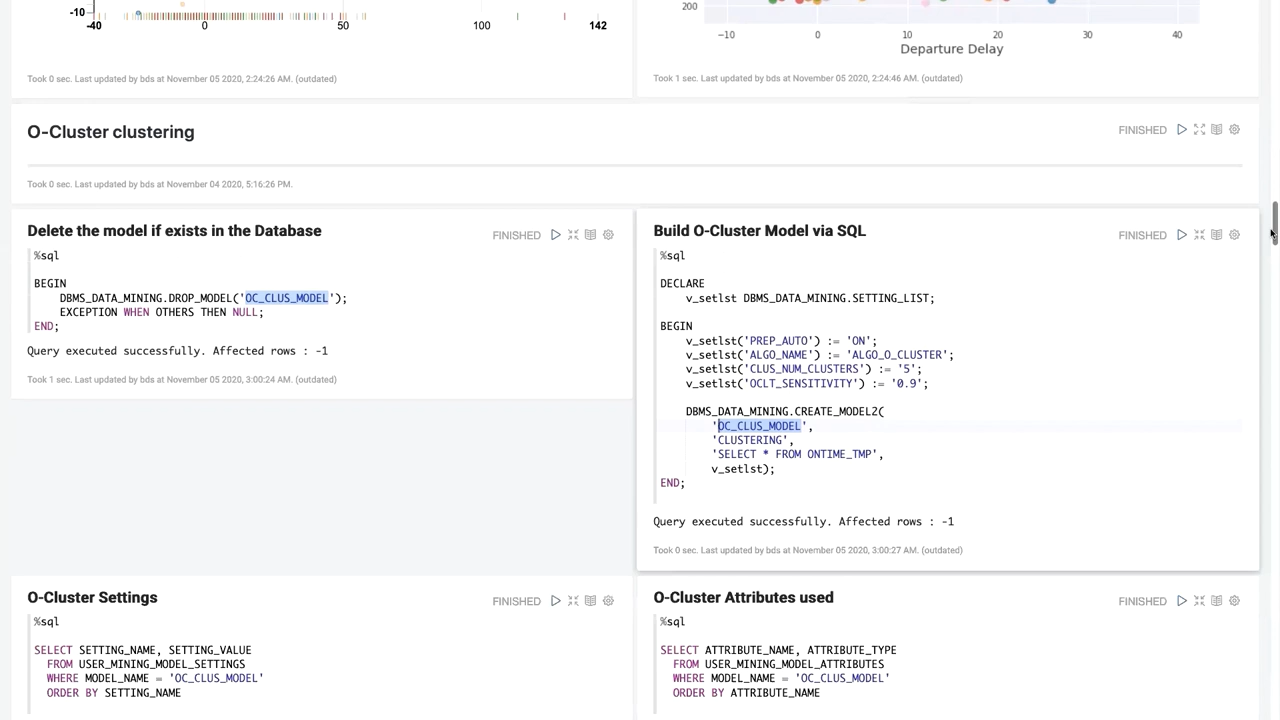 -10
-40 0 50 100 142
Took 0 sec. Last updated by bds at November 05 2020, 2:24:26 AM. (outdated)
200
−10 0 10 20 30 40
Departure Delay
Took 1 sec. Last updated by bds at November 05 2020, 2:24:46 AM. (outdated)
O-Cluster clustering
FINISHED
Took 0 sec. Last updated by bds at November 04 2020, 5:16:26 PM.
Delete the model if exists in the Database
FINISHED
%sql
BEGIN
DBMS_DATA_MINING.DROP_MODEL('OC_CLUS_MODEL');
EXCEPTION WHEN OTHERS THEN NULL;
END;
Query executed successfully. Affected rows : -1
Took 1 sec. Last updated by bds at November 05 2020, 3:00:24 AM. (outdated)
Build O-Cluster Model via SQL
FINISHED
%sql
DECLARE
v_setlst DBMS_DATA_MINING.SETTING_LIST;
BEGIN
v_setlst('PREP_AUTO') := 'ON';
v_setlst('ALGO_NAME') := 'ALGO_O_CLUSTER';
v_setlst('CLUS_NUM_CLUSTERS') := '5';
v_setlst('OCLT_SENSITIVITY') := '0.9';
DBMS_DATA_MINING.CREATE_MODEL2(
'OC_CLUS_MODEL',
'CLUSTERING',
'SELECT * FROM ONTIME_TMP',
v_setlst);
END;
Query executed successfully. Affected rows : -1
Took 0 sec. Last updated by bds at November 05 2020, 3:00:27 AM. (outdated)
O-Cluster Settings
FINISHED
%sql
SELECT SETTING_NAME, SETTING_VALUE
FROM USER_MINING_MODEL_SETTINGS
WHERE MODEL_NAME = 'OC_CLUS_MODEL'
ORDER BY SETTING_NAME
O-Cluster Attributes used
FINISHED
%sql
SELECT ATTRIBUTE_NAME, ATTRIBUTE_TYPE
FROM USER_MINING_MODEL_ATTRIBUTES
WHERE MODEL_NAME = 'OC_CLUS_MODEL'
ORDER BY ATTRIBUTE_NAME